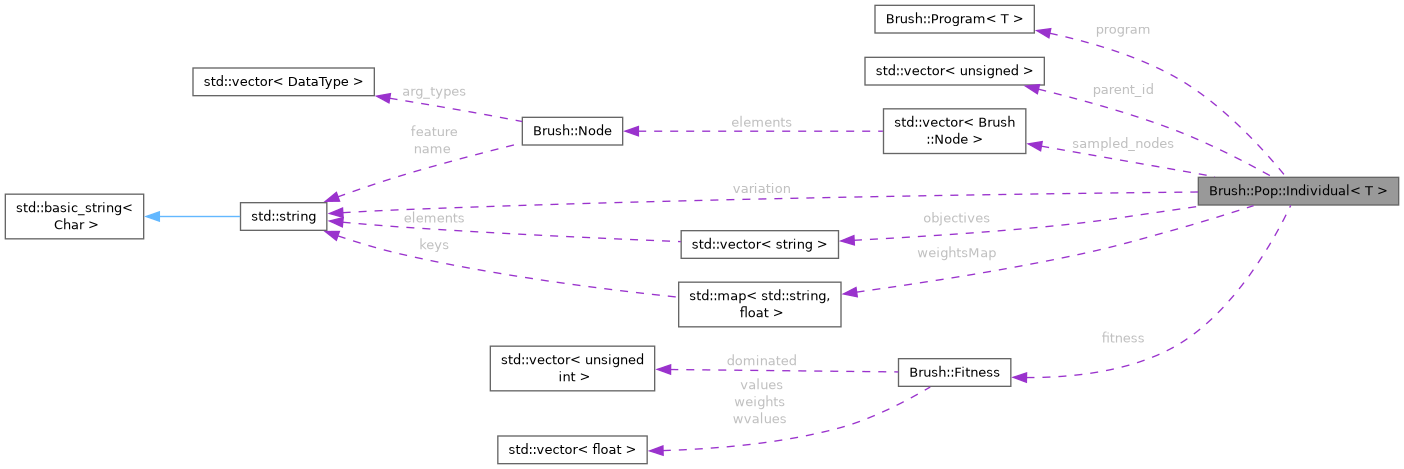 Brush::Program< T >
program
std::vector< unsigned >
std::vector< DataType >
arg_types
parent_id
std::vector< Brush
::Node >
elements
Brush::Node
feature
name
sampled_nodes
Brush::Pop::Individual< T >
variation
std::basic_string<
Char >
std::string
elements
objectives
std::vector< string >
keys
weightsMap
std::map< std::string,
float >
fitness
std::vector< unsigned
int >
dominated
Brush::Fitness
values
weights
wvalues
std::vector< float >